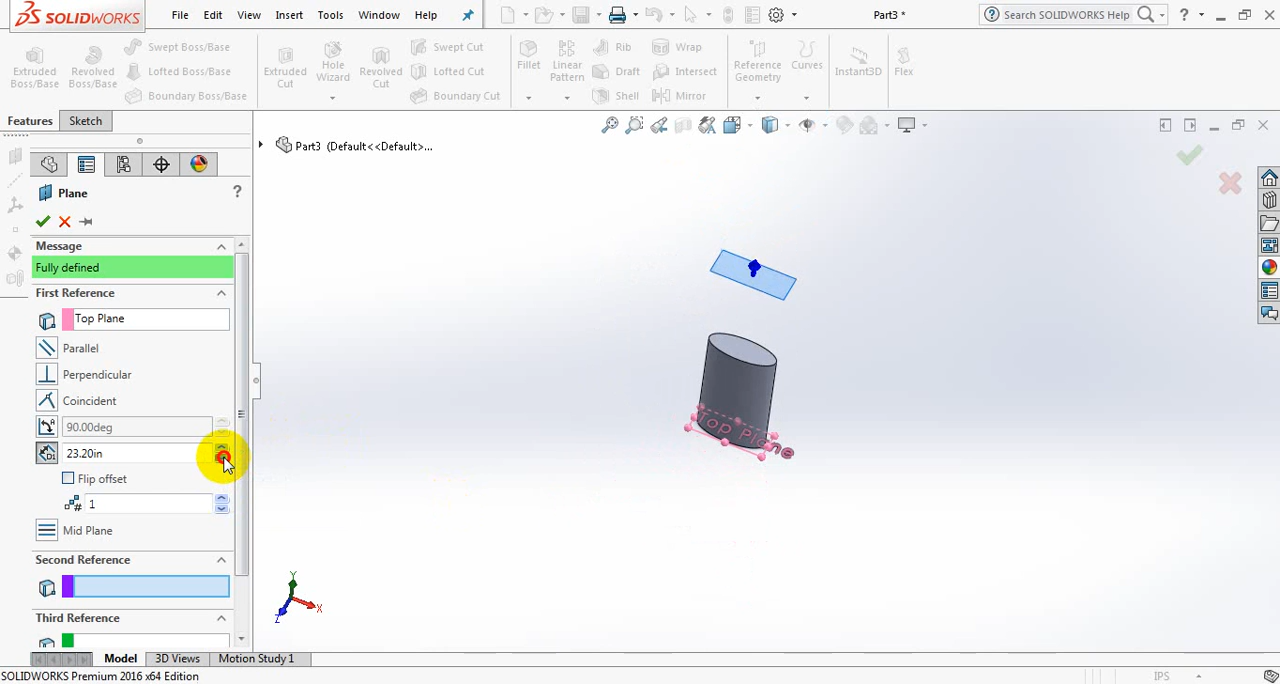 SOLIDWORKS File Edit View Insert Tools Window Help Part3 * Search SOLIDWORKS Help ?
Extruded Boss/Base
Revolved Boss/Base
Swept Boss/Base
Lofted Boss/Base
Boundary Boss/Base
Extruded Cut
Hole Wizard
Revolved Cut
Swept Cut
Lofted Cut
Boundary Cut
Fillet
Linear Pattern
Rib
Draft
Shell
Wrap
Intersect
Mirror
Reference Geometry
Curves
Instant3D
Flex
Features Sketch
Part3 (Default<<Default>...
Plane ?
Message
Fully defined
First Reference
Top Plane
Parallel
Perpendicular
Coincident
90.00deg
23.20in
Flip offset
1
Mid Plane
Second Reference
Third Reference
Top Plane
Y
X
Z
Model 3D Views Motion Study 1
SOLIDWORKS Premium 2016 x64 Edition IPS